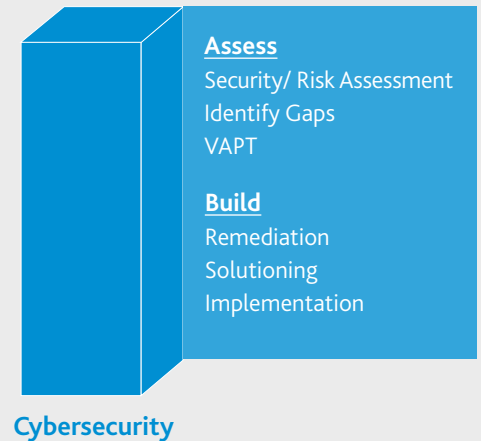 Assess
Security/ Risk Assessment
Identify Gaps
VAPT
Build
Remediation
Solutioning
Implementation
Cybersecurity